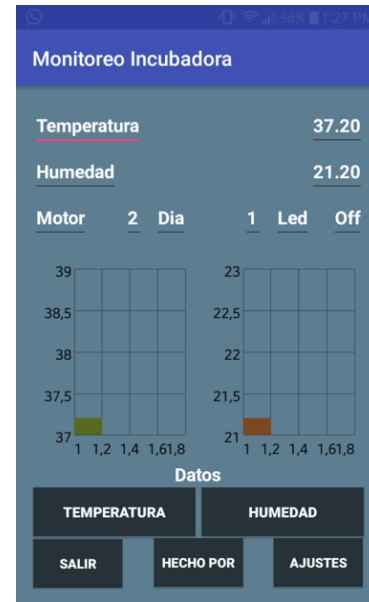 96% 1:27 PM
Monitoreo Incubadora
Temperatura 37.20
Humedad 21.20
Motor 2 Dia 1 Led Off
39 23
38,5 22,5
38 22
37,5 21,5
37 21
1 1,2 1,4 1,61,8 1 1,2 1,4 1,61,8
Datos
TEMPERATURA HUMEDAD
SALIR HECHO POR AJUSTES